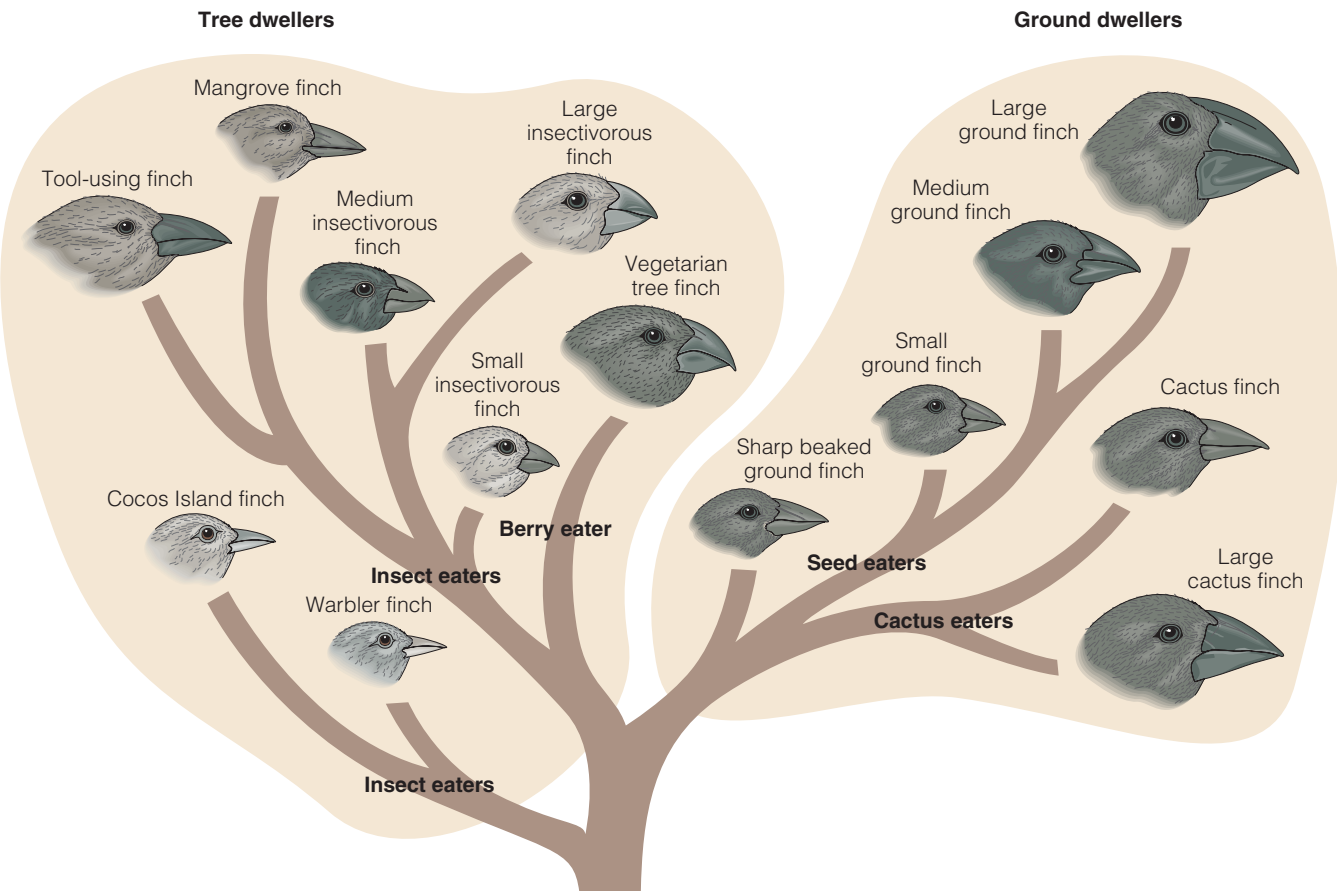 Tree dwellers
Ground dwellers
Mangrove finch
Large
insectivorous
finch
Tool-using finch
Medium
insectivorous
finch
Vegetarian
tree finch
Small
insectivorous
finch
Cocos Island finch
Berry eater
Insect eaters
Warbler finch
Insect eaters
Large
ground finch
Medium
ground finch
Small
ground finch
Cactus finch
Sharp beaked
ground finch
Seed eaters
Large
cactus finch
Cactus eaters